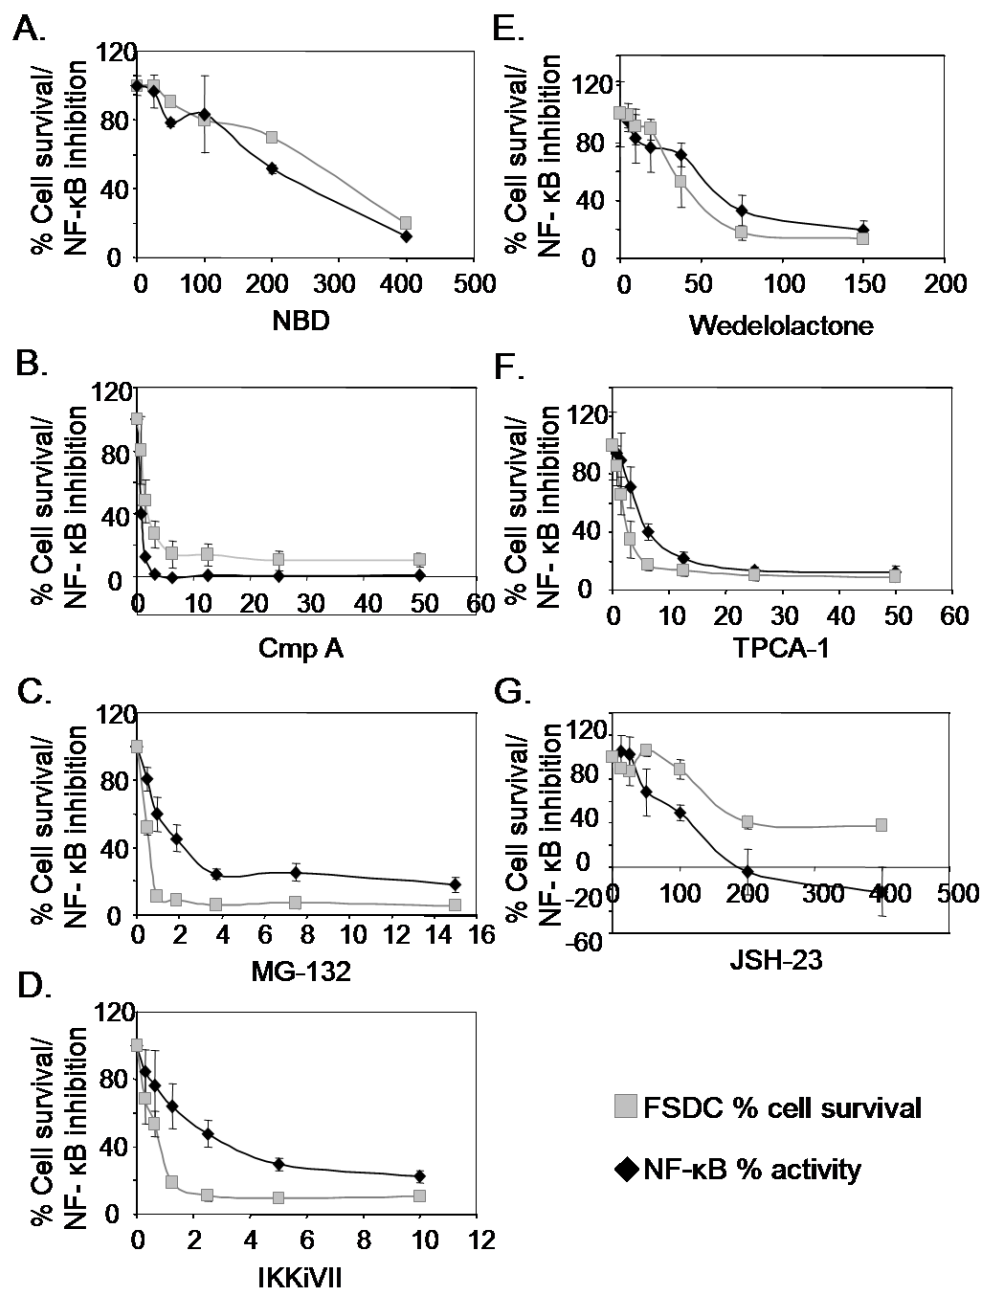 A.
% Cell survival/
NF-κB inhibition
120
80
40
0
0 100 200 300 400 500
NBD
B.
% Cell survival/
NF- κB inhibition
120
80
40
0
0 10 20 30 40 50 60
Cmp A
C.
% Cell survival/
NF- κB inhibition
120
80
40
0
0 2 4 6 8 10 12 14 16
MG-132
D.
% Cell survival/
NF- κB inhibition
120
80
40
0
0 2 4 6 8 10 12
IKKiVII
E.
% Cell survival/
NF- κB inhibition
120
80
40
0
0 50 100 150 200
Wedelolactone
F.
% Cell survival/
NF- κB inhibition
120
80
40
0
0 10 20 30 40 50 60
TPCA-1
G.
% Cell survival/
NF- κB inhibition
120
80
40
0
-20
-60
0 100 200 300 400 500
JSH-23
FSDC % cell survival
NF-κB % activity